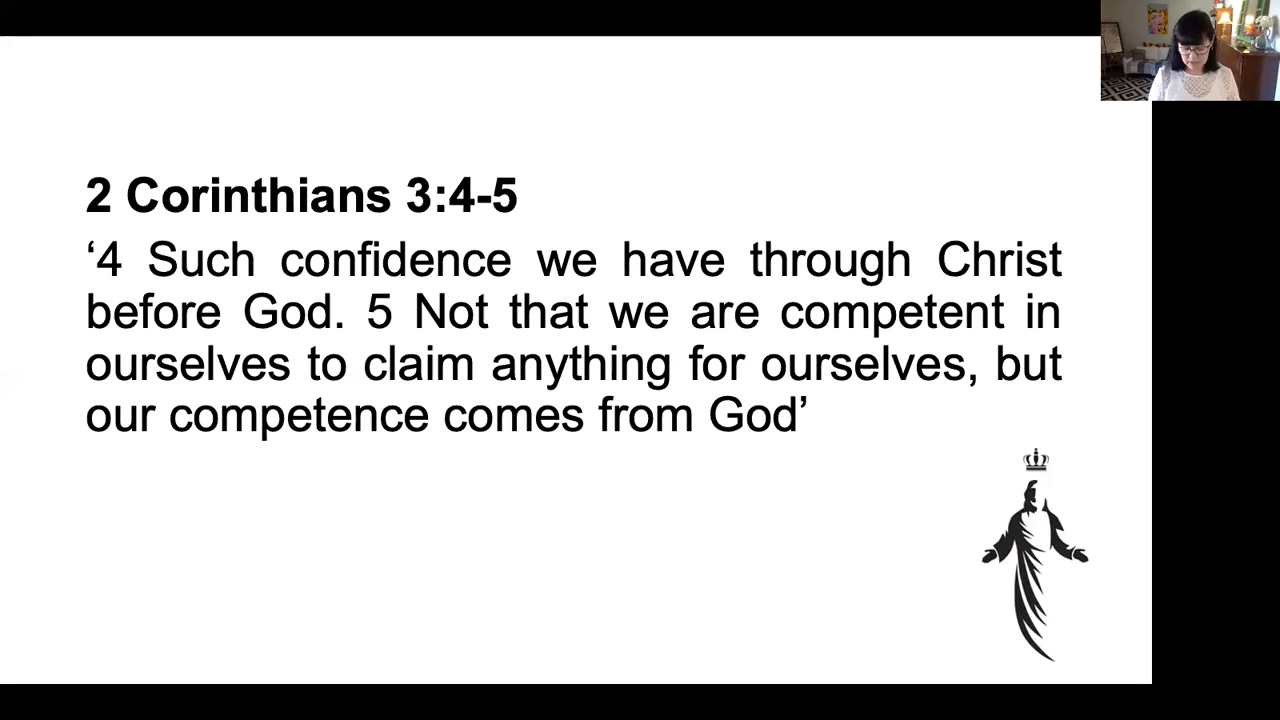 2 Corinthians 3:4-5
‘4 Such confidence we have through Christ
before God. 5 Not that we are competent in
ourselves to claim anything for ourselves, but
our competence comes from God’